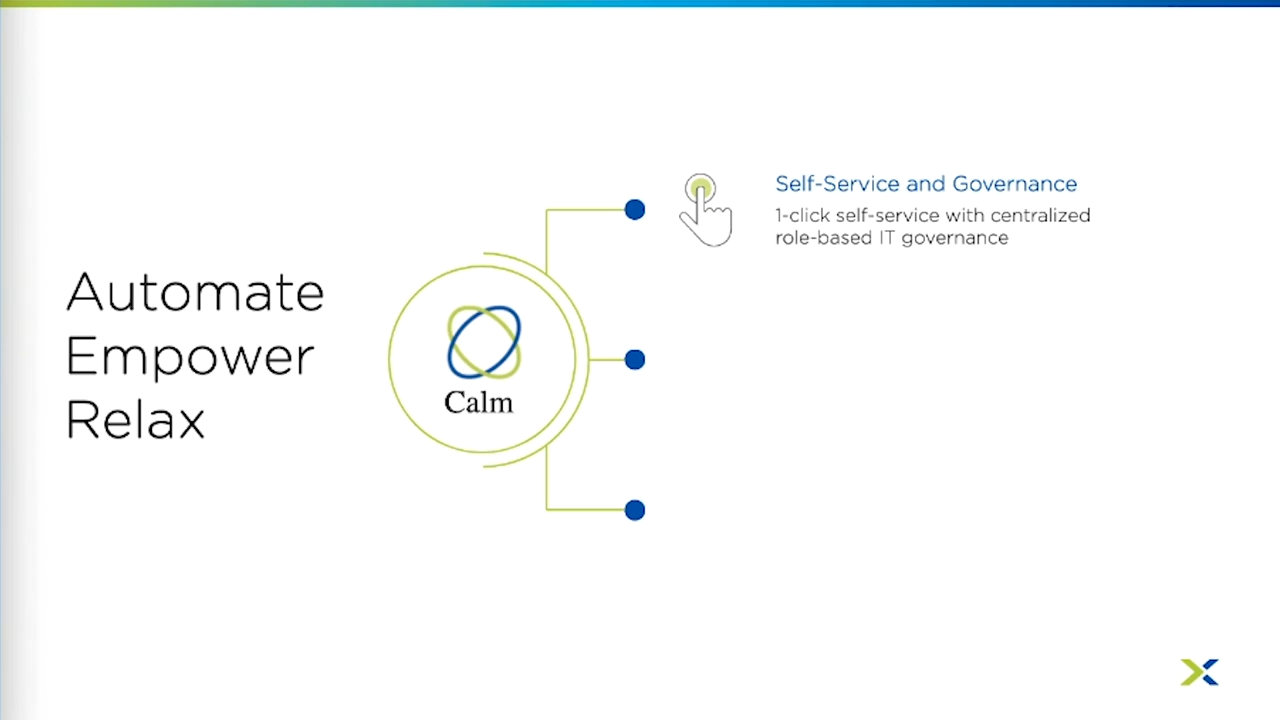 Automate
Empower
Relax
Calm
Self-Service and Governance
1-click self-service with centralized
role-based IT governance